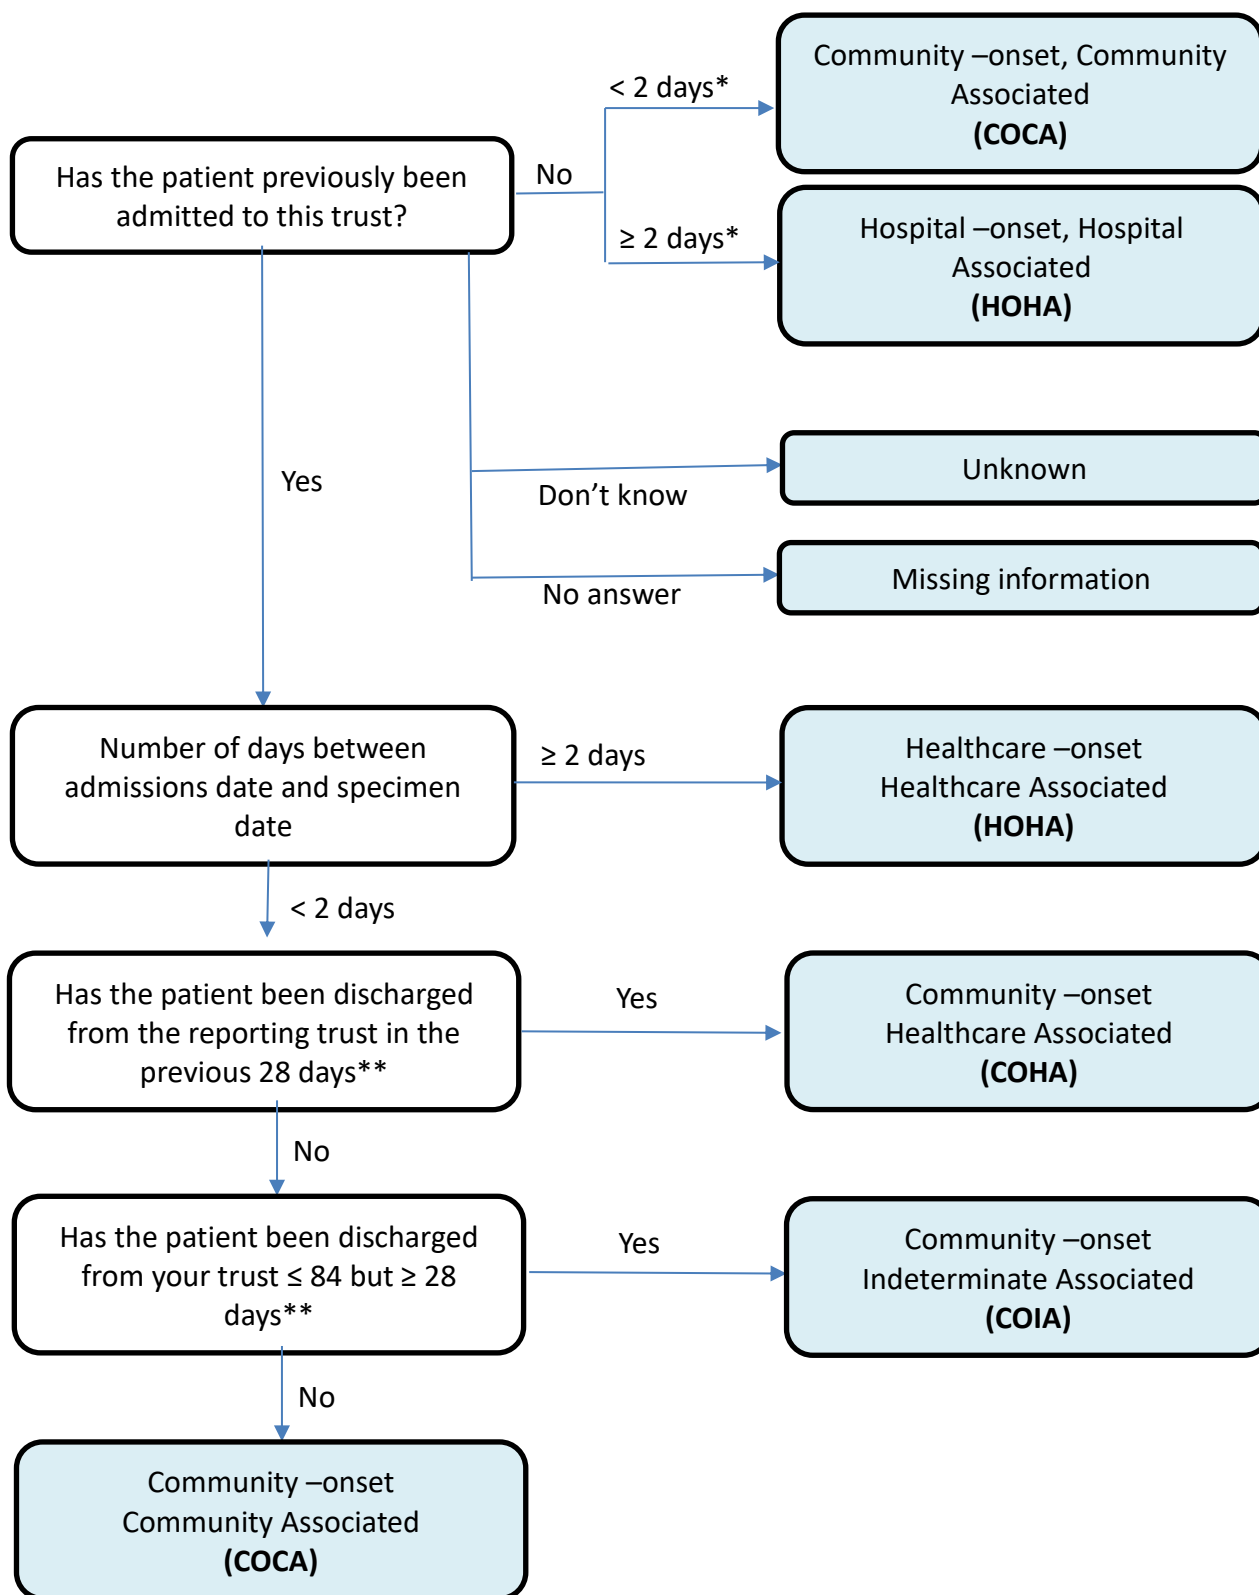 Community –onset, Community
Associated
(COCA)
< 2 days*
Has the patient previously been
admitted to this trust?
No
≥ 2 days*
Hospital –onset, Hospital
Associated
(HOHA)
Yes
Don’t know
Unknown
No answer
Missing information
Number of days between
admissions date and specimen
date
≥ 2 days
Healthcare –onset
Healthcare Associated
(HOHA)
< 2 days
Has the patient been discharged
from the reporting trust in the
previous 28 days**
Yes
Community –onset
Healthcare Associated
(COHA)
No
Has the patient been discharged
from your trust ≤ 84 but ≥ 28
days**
Yes
Community –onset
Indeterminate Associated
(COIA)
No
Community –onset
Community Associated
(COCA)